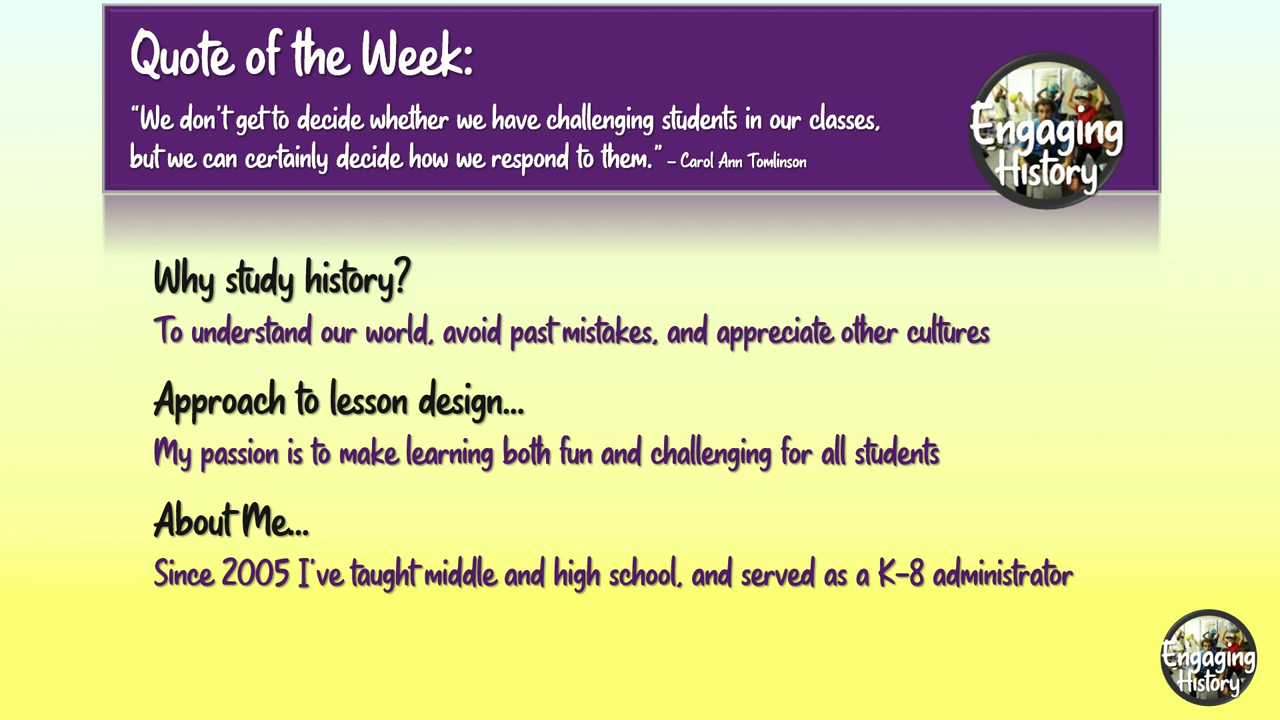 Quote of the Week:
“We don't get to decide whether we have challenging students in our classes,
but we can certainly decide how we respond to them.” – Carol Ann Tomlinson
Engaging
History
Why study history?
To understand our world, avoid past mistakes, and appreciate other cultures
Approach to lesson design...
My passion is to make learning both fun and challenging for all students
About Me...
Since 2005 I've taught middle and high school, and served as a K-8 administrator
Engaging
History